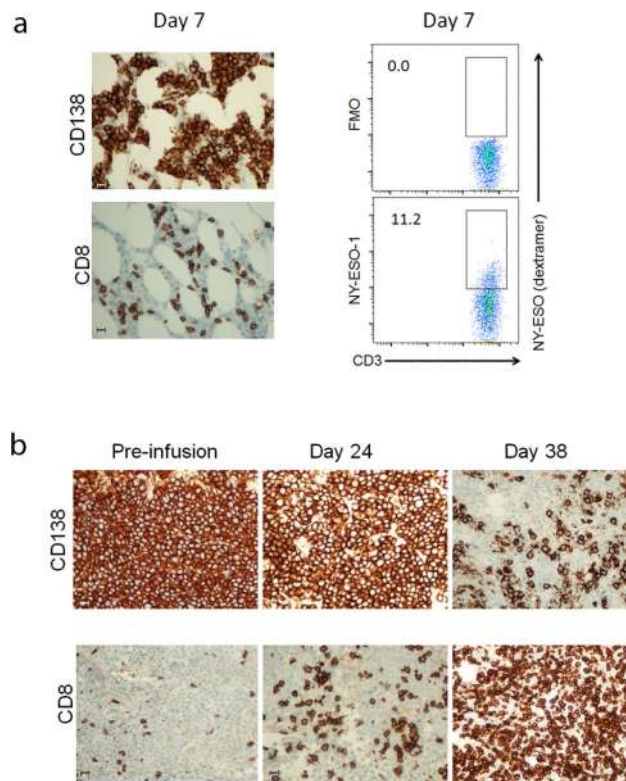 a
Day 7
Day 7
CD138
CD8
FMO
0.0
NY-ESO-1
11.2
NY-ESO (dextramer)
CD3
b
Pre-infusion
Day 24
Day 38
CD138
CD8